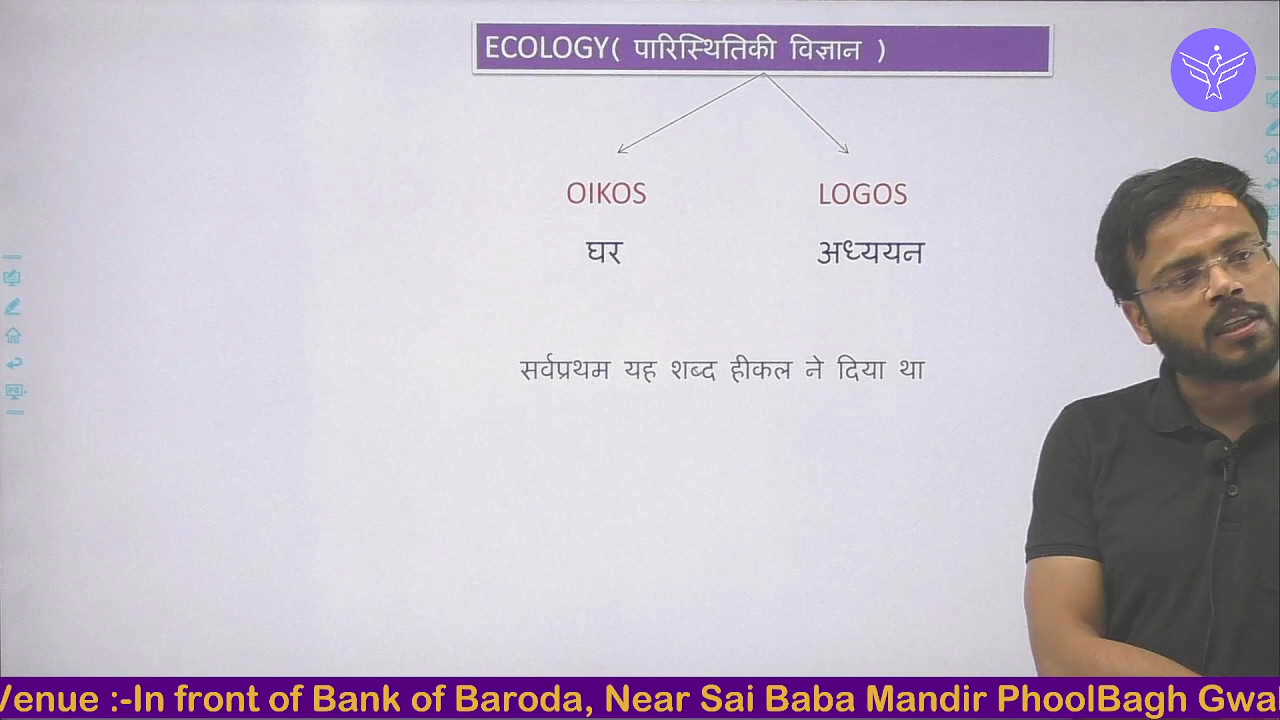 ECOLOGY( पारिस्थितिकी विज्ञान )
OIKOS LOGOS
घर अध्ययन
सर्वप्रथम यह शब्द हीकल ने दिया था
Venue :-In front of Bank of Baroda, Near Sai Baba Mandir PhoolBagh Gwa